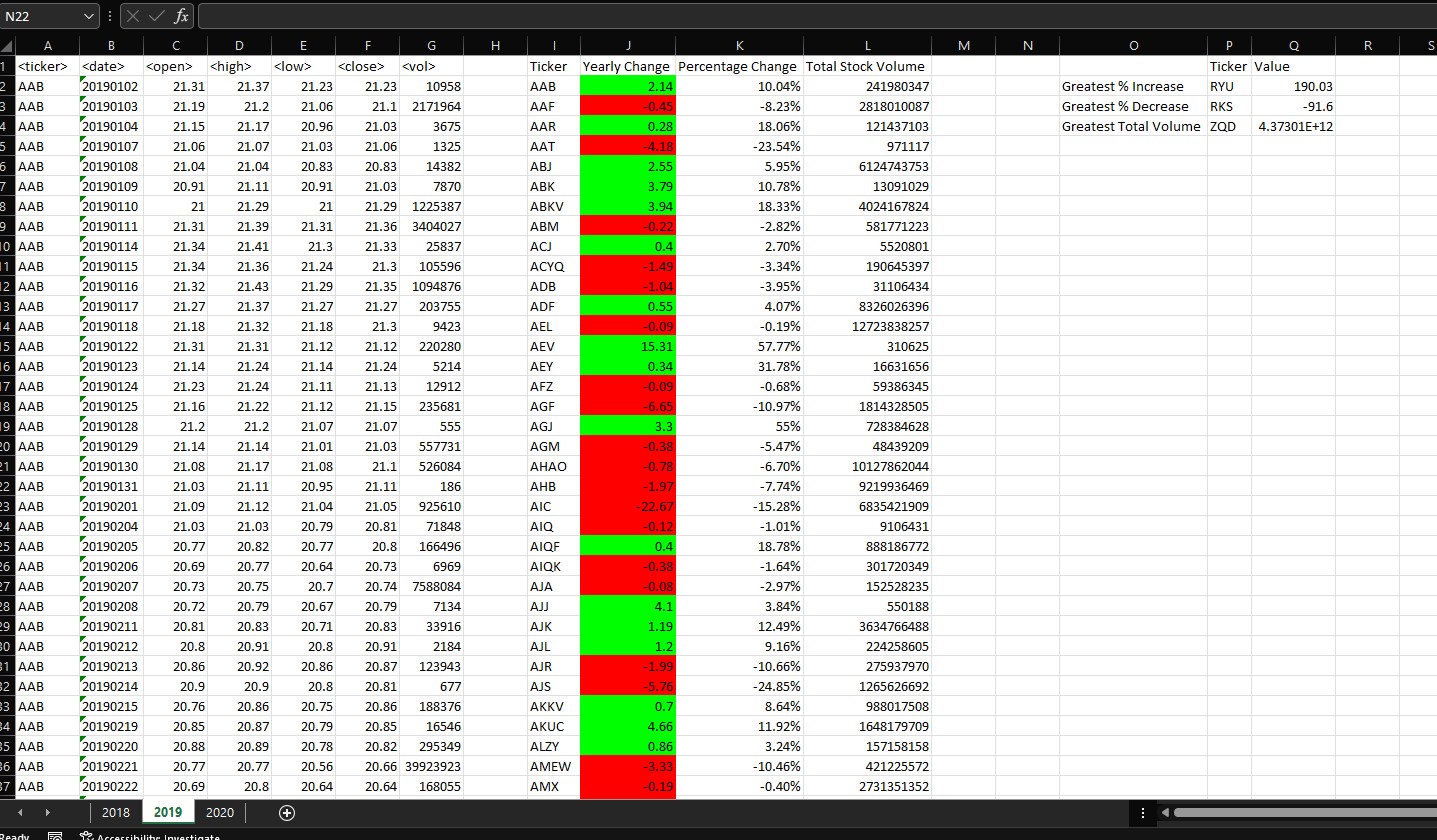 N22 fx
A B C D E F G H I J K L M N O P Q R S
1 <ticker> <date> <open> <high> <low> <close> <vol> Ticker Yearly Change Percentage Change Total Stock Volume Ticker Value
2 AAB 20190102 21.31 21.37 21.23 21.23 10958 AAB 2.14 10.04% 241980347 Greatest % Increase RYU 190.03
3 AAB 20190103 21.19 21.2 21.06 21.1 2171964 AAF -0.45 -8.23% 2818010087 Greatest % Decrease RKS -91.6
4 AAB 20190104 21.15 21.17 20.96 21.03 3675 AAR 0.28 18.06% 121437103 Greatest Total Volume ZQD 4.37301E+12
5 AAB 20190107 21.06 21.07 21.03 21.06 1325 AAT -4.18 -23.54% 971117
6 AAB 20190108 21.04 21.04 20.83 20.83 14382 ABJ 2.55 5.95% 6124743753
7 AAB 20190109 20.91 21.11 20.91 21.03 7870 ABK 3.79 10.78% 13091029
8 AAB 20190110 21 21.29 21 21.29 1225387 ABKV 3.94 18.33% 4024167824
9 AAB 20190111 21.31 21.39 21.31 21.36 3404027 ABM -0.22 -2.82% 581771223
10 AAB 20190114 21.34 21.41 21.3 21.33 25837 ACJ 0.4 2.70% 5520801
11 AAB 20190115 21.34 21.36 21.24 21.3 105596 ACYQ -1.49 -3.34% 190645397
12 AAB 20190116 21.32 21.43 21.29 21.35 1094876 ADB -1.04 -3.95% 31106434
13 AAB 20190117 21.27 21.37 21.27 21.27 203755 ADF 0.55 4.07% 8326026396
14 AAB 20190118 21.18 21.32 21.18 21.3 9423 AEL -0.09 -0.19% 12723838257
15 AAB 20190122 21.31 21.31 21.12 21.12 220280 AEV 15.31 57.77% 310625
16 AAB 20190123 21.14 21.24 21.14 21.24 5214 AEY 0.34 31.78% 16631656
17 AAB 20190124 21.23 21.24 21.11 21.13 12912 AFZ -0.09 -0.68% 59386345
18 AAB 20190125 21.16 21.22 21.12 21.15 235681 AGF -6.65 -10.97% 1814328505
19 AAB 20190128 21.2 21.2 21.07 21.07 555 AGJ 3.3 55% 728384628
20 AAB 20190129 21.14 21.14 21.01 21.03 557731 AGM -0.38 -5.47% 48439209
21 AAB 20190130 21.08 21.17 21.08 21.1 526084 AHAO -0.78 -6.70% 10127862044
22 AAB 20190131 21.03 21.11 20.95 21.11 186 AHB -1.97 -7.74% 9219936469
23 AAB 20190201 21.09 21.12 21.04 21.05 925610 AIC -22.67 -15.28% 6835421909
24 AAB 20190204 21.03 21.03 20.79 20.81 71848 AIQ -0.12 -1.01% 9106431
25 AAB 20190205 20.77 20.82 20.77 20.8 166496 AIQF 0.4 18.78% 888186772
26 AAB 20190206 20.69 20.77 20.64 20.73 6969 AIQK -0.38 -1.64% 301720349
27 AAB 20190207 20.73 20.75 20.7 20.74 7588084 AJA -0.08 -2.97% 152528235
28 AAB 20190208 20.72 20.79 20.67 20.79 7134 AJJ 4.1 3.84% 550188
29 AAB 20190211 20.81 20.83 20.71 20.83 33916 AJK 1.19 12.49% 3634766488
30 AAB 20190212 20.8 20.91 20.8 20.91 2184 AJL 1.2 9.16% 224258605
31 AAB 20190213 20.86 20.92 20.86 20.87 123943 AJR -1.99 -10.66% 275937970
32 AAB 20190214 20.9 20.9 20.8 20.81 677 AJS -5.76 -24.85% 1265626692
33 AAB 20190215 20.76 20.86 20.75 20.86 188376 AKKV 0.7 8.64% 988017508
34 AAB 20190219 20.85 20.87 20.79 20.85 16546 AKUC 4.66 11.92% 1648179709
35 AAB 20190220 20.88 20.89 20.78 20.82 295349 ALZY 0.86 3.24% 157158158
36 AAB 20190221 20.77 20.77 20.56 20.66 39923923 AMEW -3.33 -10.46% 421225572
37 AAB 20190222 20.69 20.8 20.64 20.64 168055 AMX -0.19 -0.40% 2731351352
2018 2019 2020
Ready Accessibility: Investigate